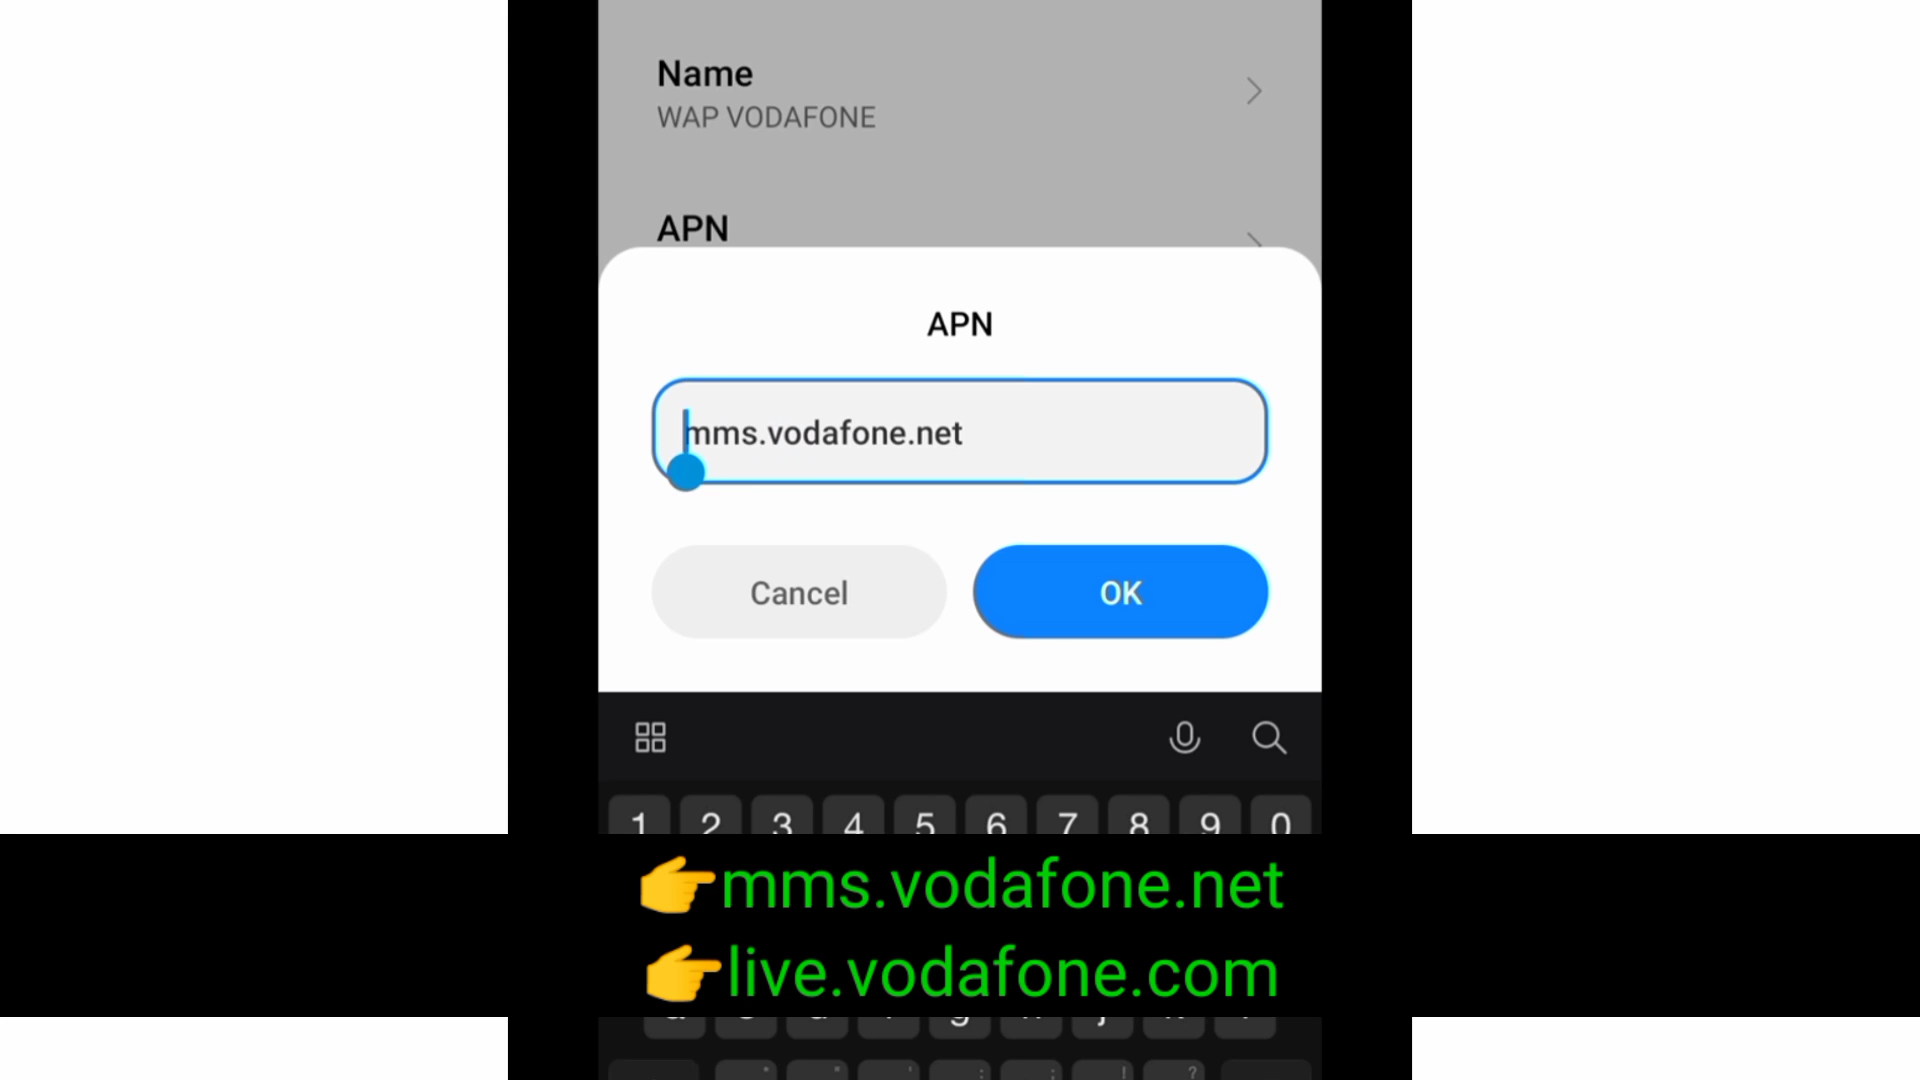 Name
WAP VODAFONE
APN
APN
mms.vodafone.net
Cancel OK
1 2 3 4 5 6 7 8 9 0
👉mms.vodafone.net
👉live.vodafone.com